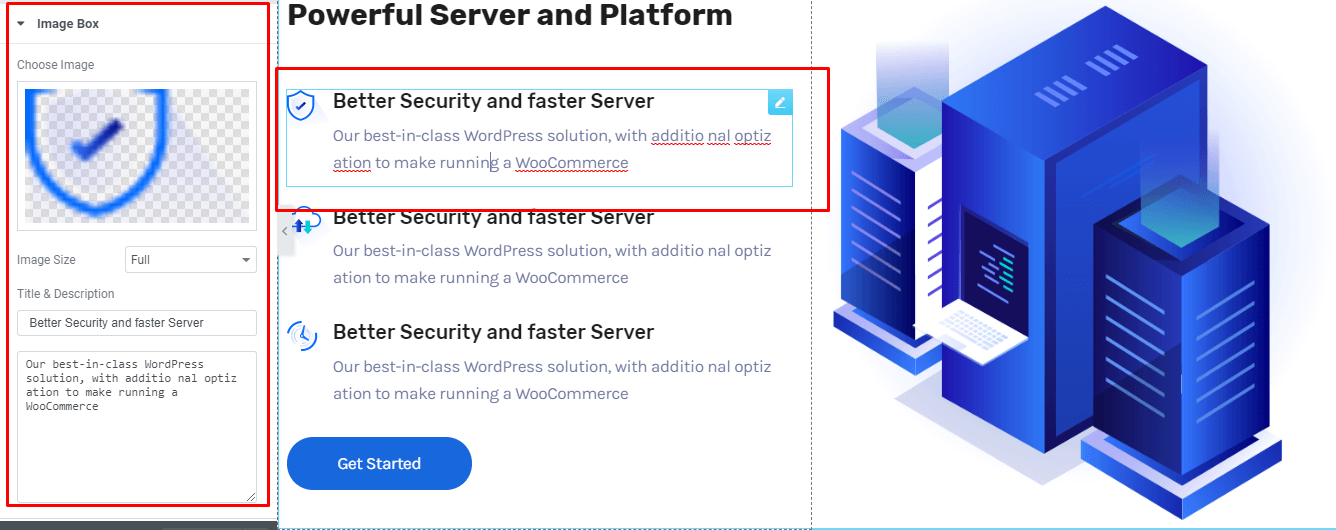 Image Box
Choose Image
Image Size
Full
Title & Description
Better Security and faster Server
Our best-in-class WordPress
solution, with additio nal optiz
ation to make running a
WooCommerce
Powerful Server and Platform
Better Security and faster Server
Our best-in-class WordPress solution, with additio nal optiz
ation to make running a WooCommerce
Better Security and faster Server
Our best-in-class WordPress solution, with additio nal optiz
ation to make running a WooCommerce
Better Security and faster Server
Our best-in-class WordPress solution, with additio nal optiz
ation to make running a WooCommerce
Get Started